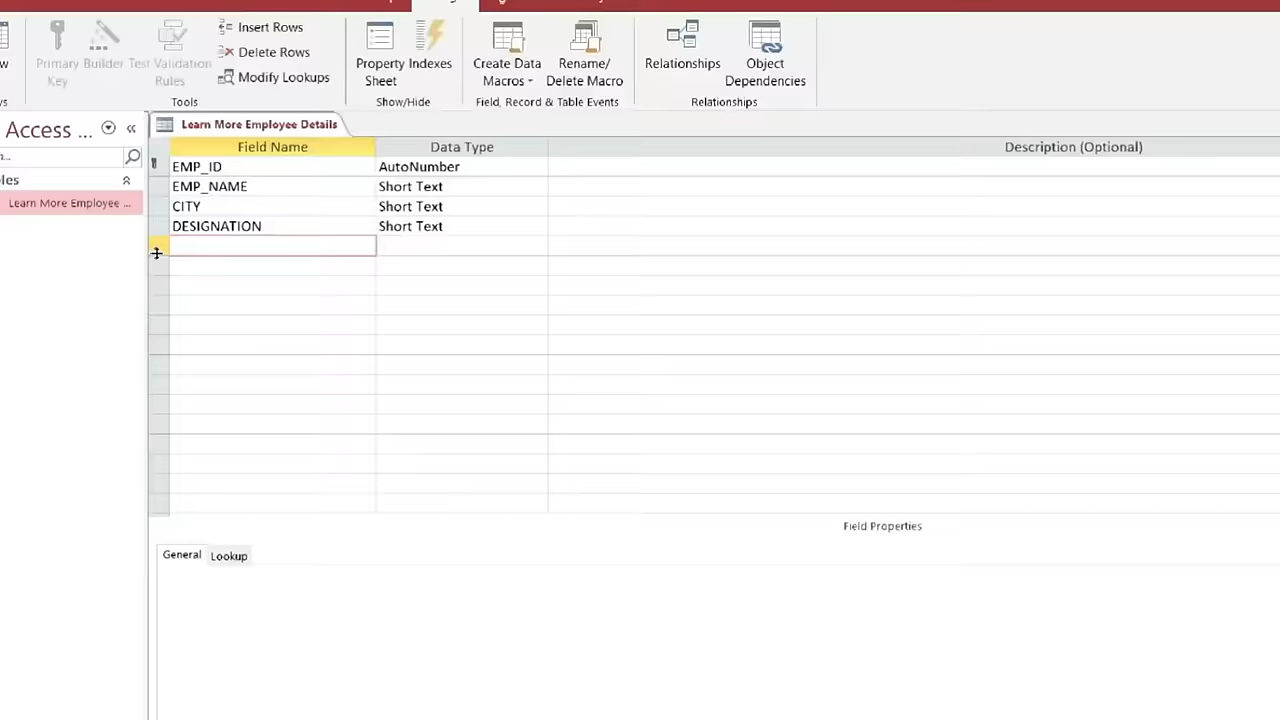 Insert Rows
Delete Rows
Modify Lookups
Primary Key
Builder
Test Validation Rules
Tools
Property Sheet
Indexes
Show/Hide
Create Data Macros
Rename/ Delete Macro
Field, Record & Table Events
Relationships
Object Dependencies
Relationships
Access ...
Learn More Employee Details
Field Name Data Type Description (Optional)
EMP_ID AutoNumber
EMP_NAME Short Text
CITY Short Text
DESIGNATION Short Text
Learn More Employee ...
Field Properties
General Lookup